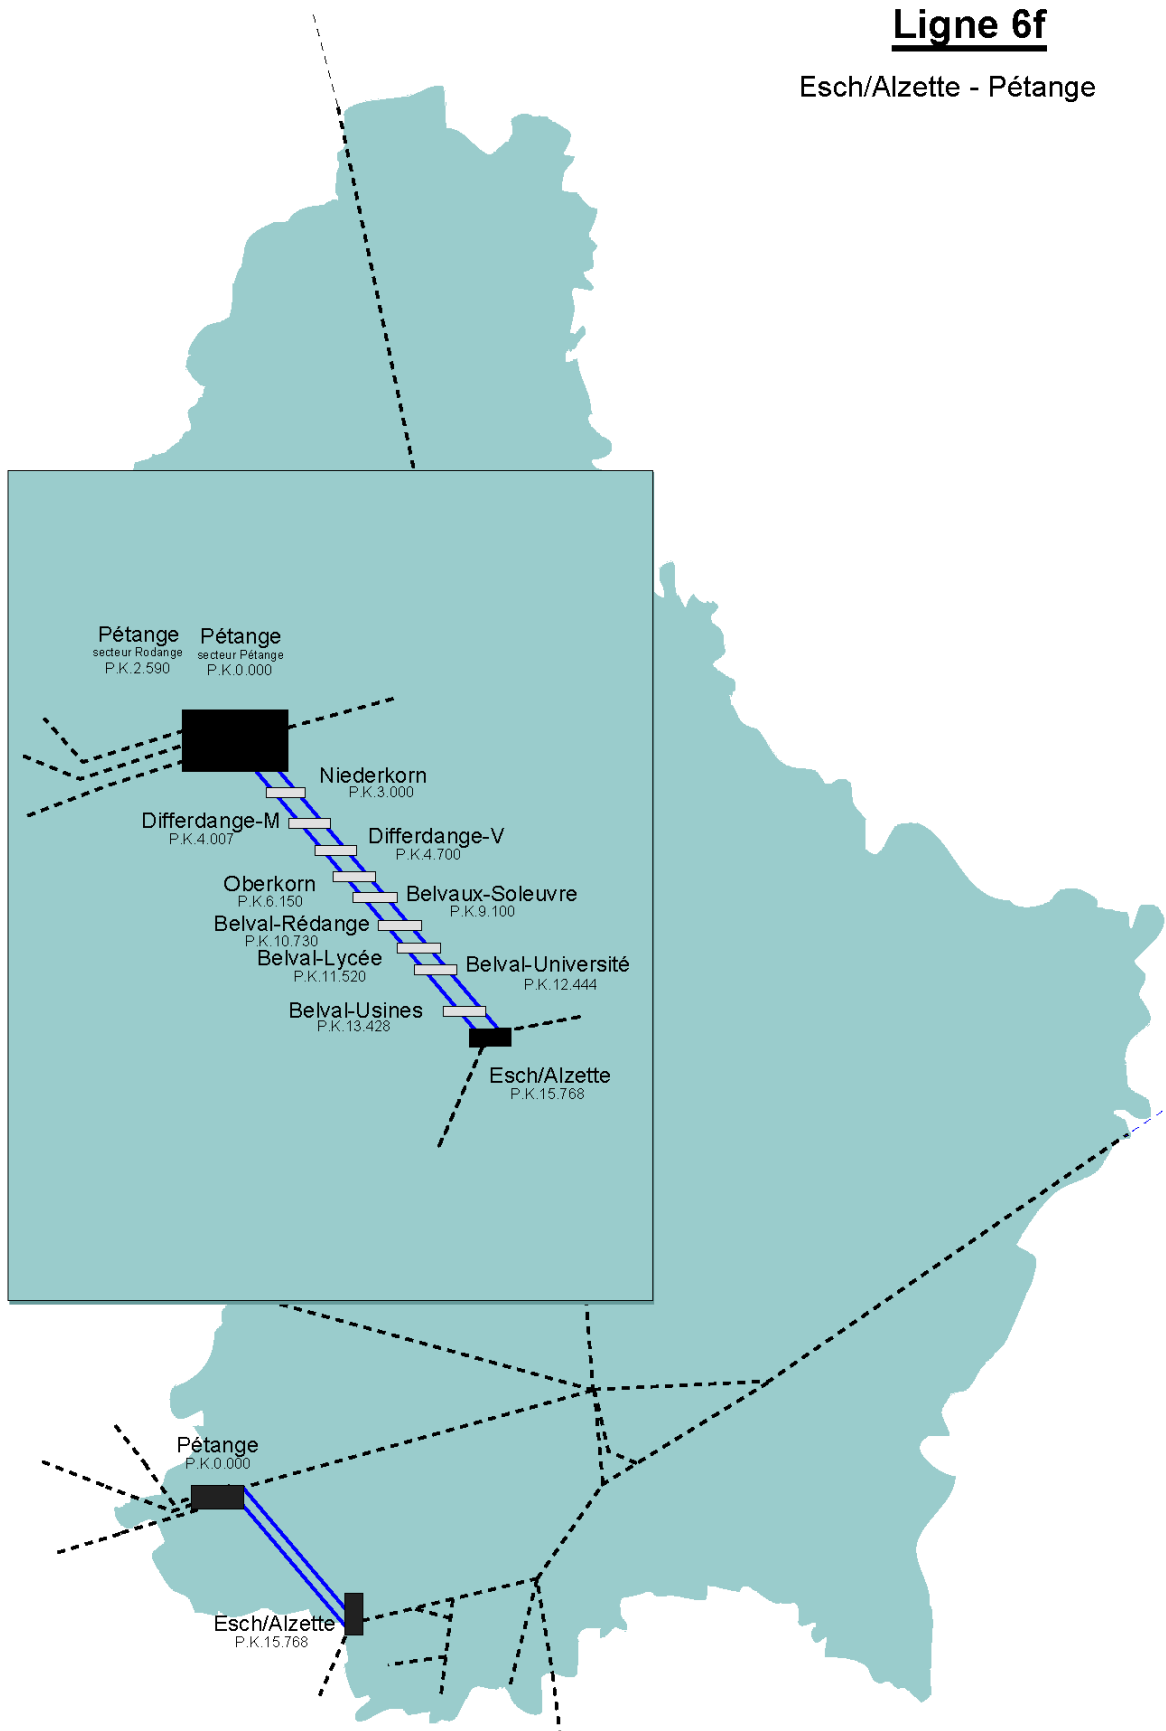 Ligne 6f
Esch/Alzette - Pétange
Pétange
secteur Rodange
P.K.2.590
Pétange
secteur Pétange
P.K.0.000
Niederkorn
P.K.3.000
Differdange-M
P.K.4.007
Differdange-V
P.K.4.700
Oberkorn
P.K.6.150
Belvaux-Soleuvre
P.K.9.100
Belval-Rédange
P.K.10.730
Belval-Lycée
P.K.11.520
Belval-Université
P.K.12.444
Belval-Usines
P.K.13.428
Esch/Alzette
P.K.15.768
Pétange
P.K.0.000
Esch/Alzette
P.K.15.768